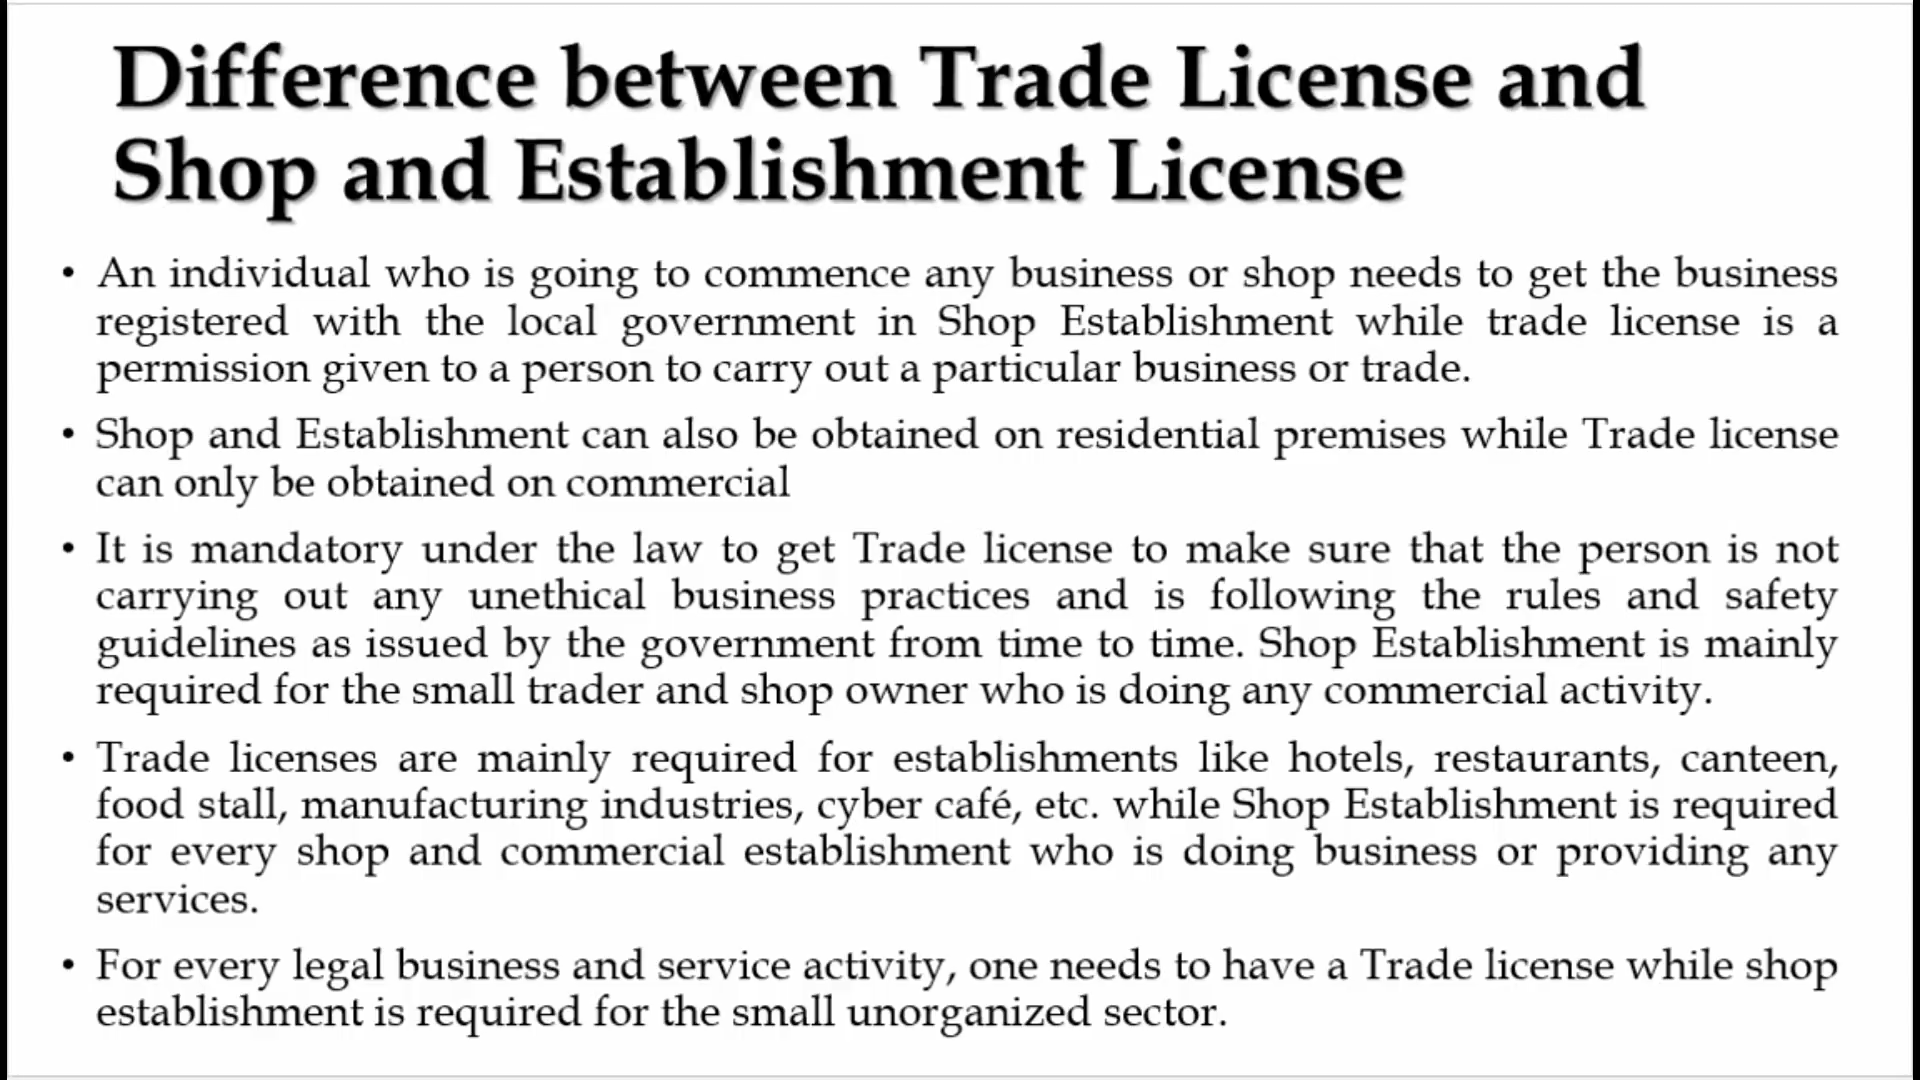 Difference between Trade License and
Shop and Establishment License
• An individual who is going to commence any business or shop needs to get the business
registered with the local government in Shop Establishment while trade license is a
permission given to a person to carry out a particular business or trade.
• Shop and Establishment can also be obtained on residential premises while Trade license
can only be obtained on commercial
• It is mandatory under the law to get Trade license to make sure that the person is not
carrying out any unethical business practices and is following the rules and safety
guidelines as issued by the government from time to time. Shop Establishment is mainly
required for the small trader and shop owner who is doing any commercial activity.
• Trade licenses are mainly required for establishments like hotels, restaurants, canteen,
food stall, manufacturing industries, cyber café, etc. while Shop Establishment is required
for every shop and commercial establishment who is doing business or providing any
services.
• For every legal business and service activity, one needs to have a Trade license while shop
establishment is required for the small unorganized sector.